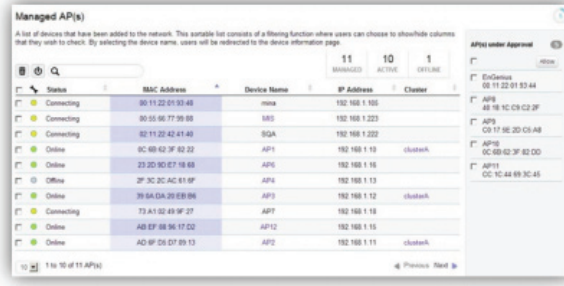 Managed AP(s)
A list of devices that have been added to the network. This sortable list consists of a filtering function where users can choose to show/hide columns
that they wish to check. By selecting the device name, users will be redirected to the device information page.
11 10 1
MANAGED ACTIVE OFFLINE
Status MAC Address Device Name IP Address Cluster
Connecting 00:11:22:01:93:48 mina 192.168.1.105
Connecting 00:55:66:77:99:88 MIS 192.168.1.223
Connecting 02:11:22:42:41:40 SQA 192.168.1.222
Online 0C:6B:62:3F:82:22 AP1 192.168.1.10 clusterA
Online 23:2D:9D:E7:18:68 AP6 192.168.1.16
Offline 2F:3C:2C:AC:61:6F AP4 192.168.1.13
Online 39:8A:DA:20:EB:B6 AP3 192.168.1.12 clusterA
Connecting 73:A1:02:49:9F:27 AP7 192.168.1.18
Online AB:EF:88:96:17:D2 AP12 192.168.1.15
Online AD:6F:D5:D7:89:13 AP2 192.168.1.11 clusterA
10 1 to 10 of 11 AP(s) Previous Next
AP(s) under Approval 5
Allow
EnGenius
00:11:22:01:93:44
AP8
48:18:1C:C9:C2:2F
AP9
C0:17:9E:2D:C5:A8
AP10
0C:6B:62:3F:82:DD
AP11
CC:1C:44:69:3C:45